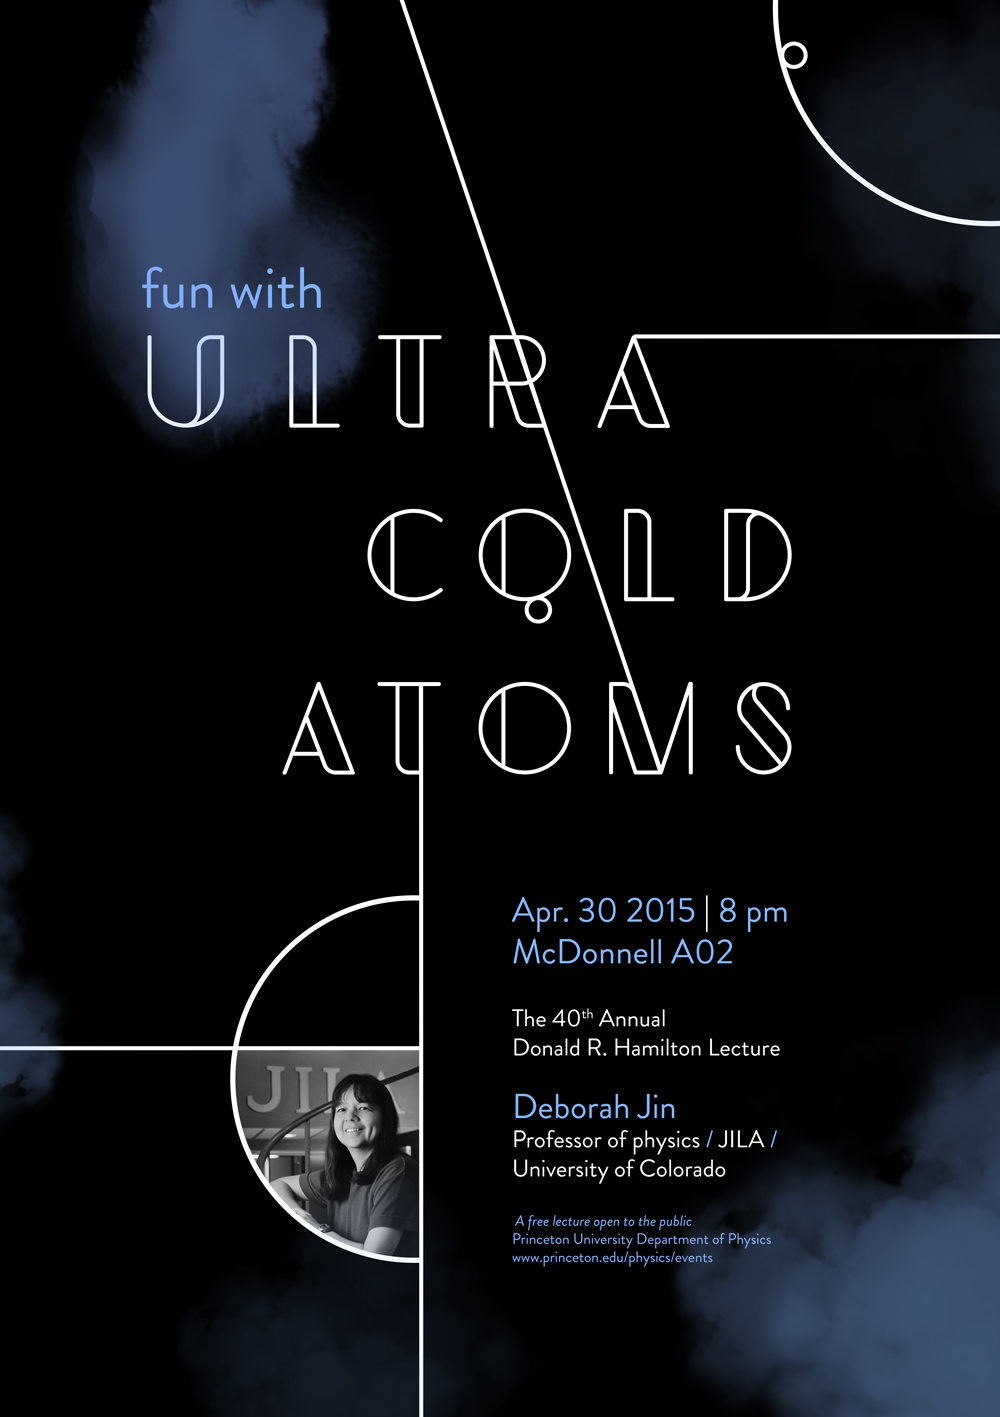 fun with
ULTRA
COLD
ATOMS
Apr. 30 2015 | 8 pm
McDonnell A02
The 40th Annual
Donald R. Hamilton Lecture
JILA
Deborah Jin
Professor of physics / JILA /
University of Colorado
A free lecture open to the public
Princeton University Department of Physics
www.princeton.edu/physics/events